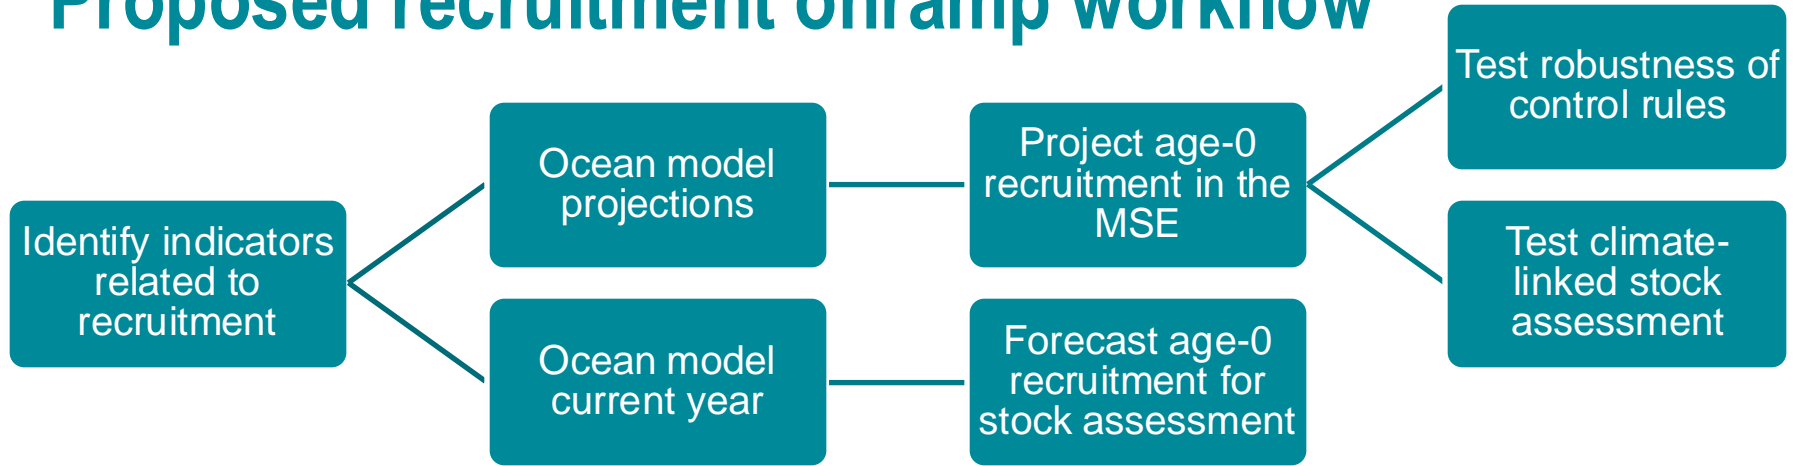 Proposed recruitment onramp workflow
Test robustness of
control rules
Ocean model
projections
Project age-0
recruitment in the
MSE
Identify indicators
related to
recruitment
Test climate-
linked stock
assessment
Ocean model
current year
Forecast age-0
recruitment for
stock assessment